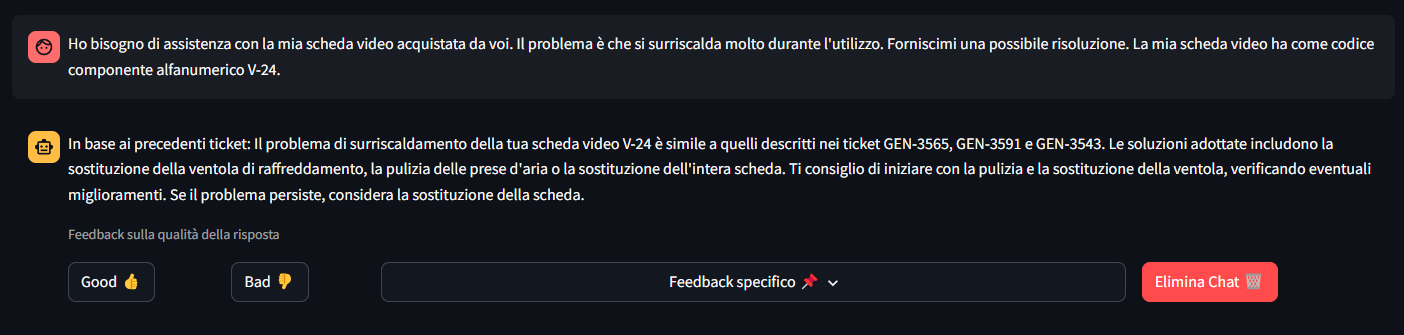 Ho bisogno di assistenza con la mia scheda video acquistata da voi. Il problema è che si surriscalda molto durante l'utilizzo. Forniscimi una possibile risoluzione. La mia scheda video ha come codice
componente alfanumerico V-24.
In base ai precedenti ticket: Il problema di surriscaldamento della tua scheda video V-24 è simile a quelli descritti nei ticket GEN-3565, GEN-3591 e GEN-3543. Le soluzioni adottate includono la
sostituzione della ventola di raffreddamento, la pulizia delle prese d'aria o la sostituzione dell'intera scheda. Ti consiglio di iniziare con la pulizia e la sostituzione della ventola, verificando eventuali
miglioramenti. Se il problema persiste, considera la sostituzione della scheda.
Feedback sulla qualità della risposta
Good 👍 Bad 👎 Feedback specifico 📌 Elimina Chat 🗑️